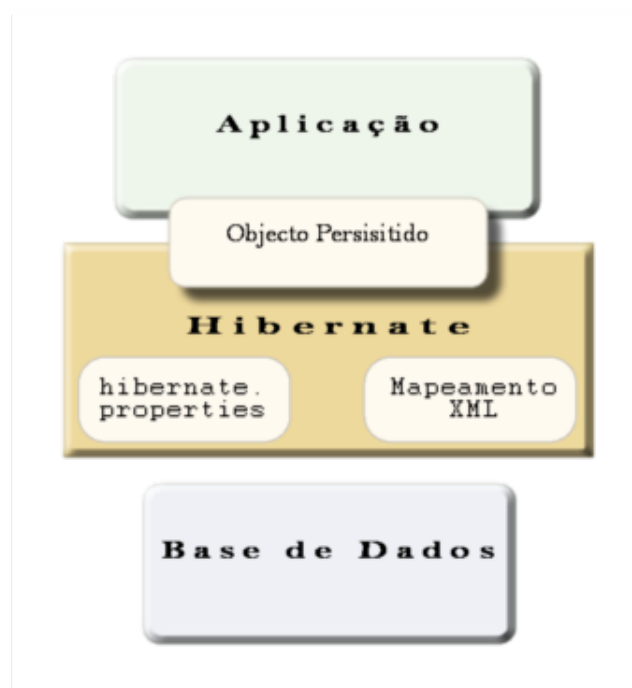 Aplicação
Objecto Persisitido
Hibernate
hibernate.
properties
Mapeamento
XML
Base de Dados